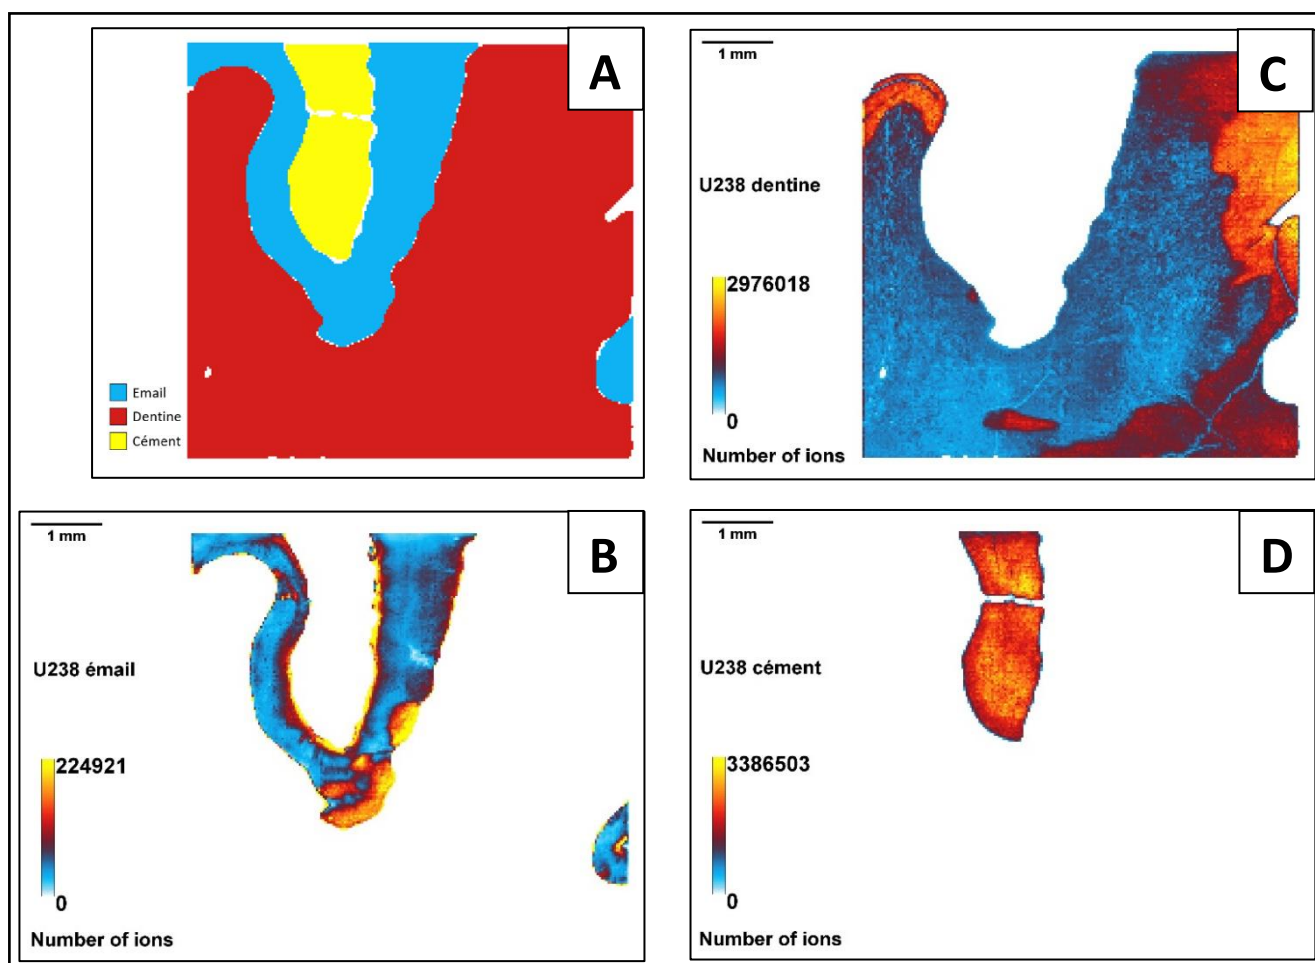 A
Email
Dentine
Cément
1 mm
C
U238 dentine
2976018
0
Number of ions
1 mm
B
U238 émail
224921
0
Number of ions
1 mm
D
U238 cément
3386503
0
Number of ions